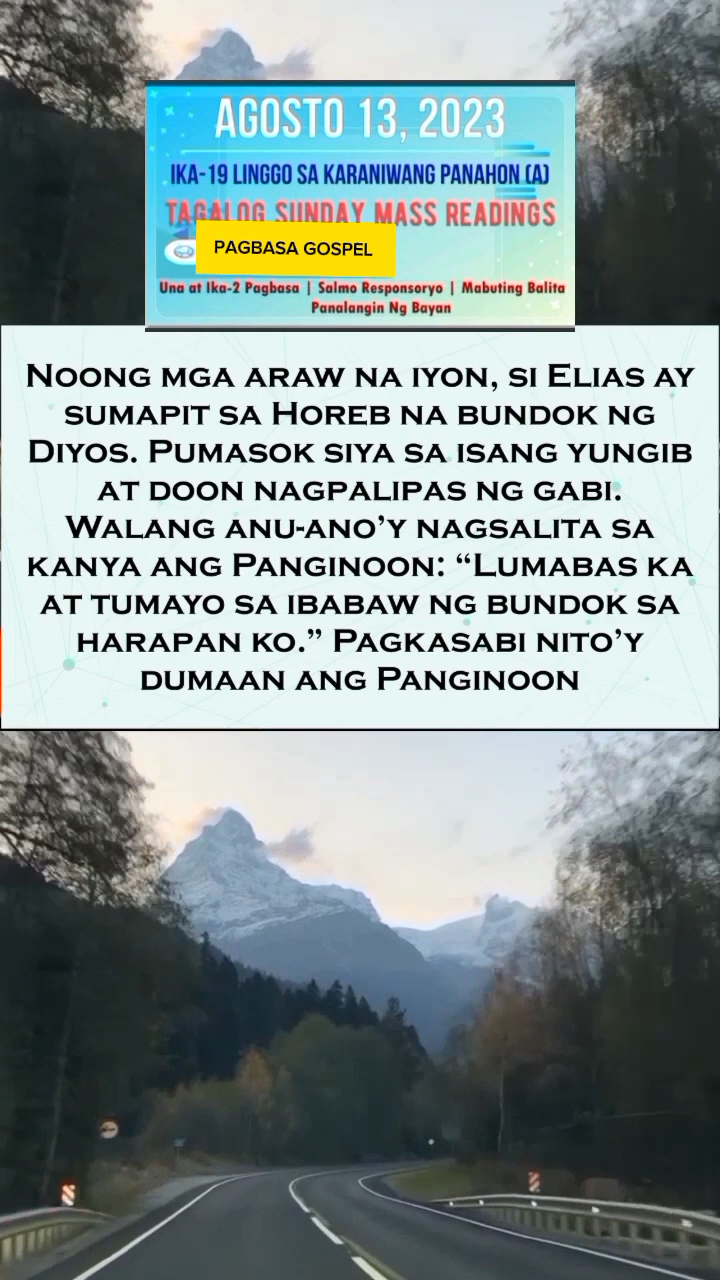 AGOSTO 13, 2023
IKA-19 LINGGO SA KARANIWANG PANAHON (A)
TAGALOG SUNDAY MASS READINGS
PAGBASA GOSPEL
Una at Ika-2 Pagbasa | Salmo Responsoryo | Mabuting Balita
Panalangin Ng Bayan
NOONG MGA ARAW NA IYON, SI ELIAS AY
SUMAPIT SA HOREB NA BUNDOK NG
DIYOS. PUMASOK SIYA SA ISANG YUNGIB
AT DOON NAGPALIPAS NG GABI.
WALANG ANU-ANO’Y NAGSALITA SA
KANYA ANG PANGINOON: “LUMABAS KA
AT TUMAYO SA IBABAW NG BUNDOK SA
HARAPAN KO.” PAGKASABI NITO’Y
DUMAAN ANG PANGINOON